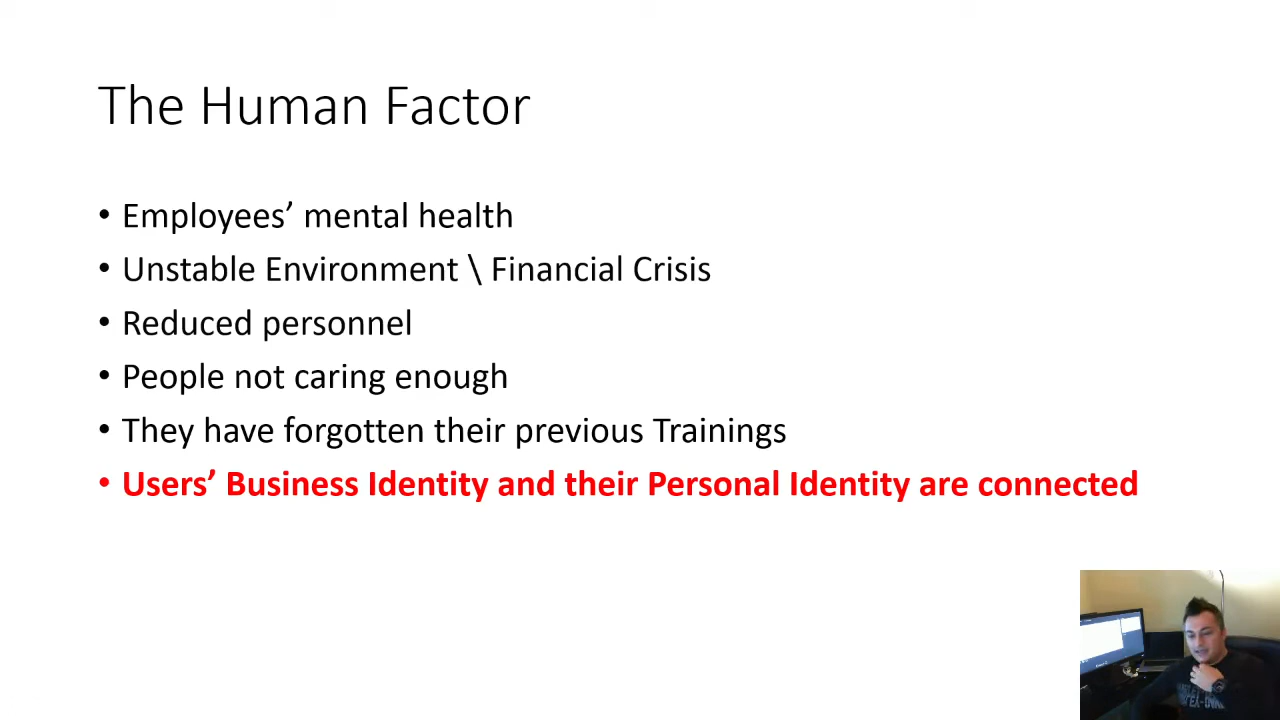 The Human Factor
• Employees’ mental health
• Unstable Environment \ Financial Crisis
• Reduced personnel
• People not caring enough
• They have forgotten their previous Trainings
• Users’ Business Identity and their Personal Identity are connected